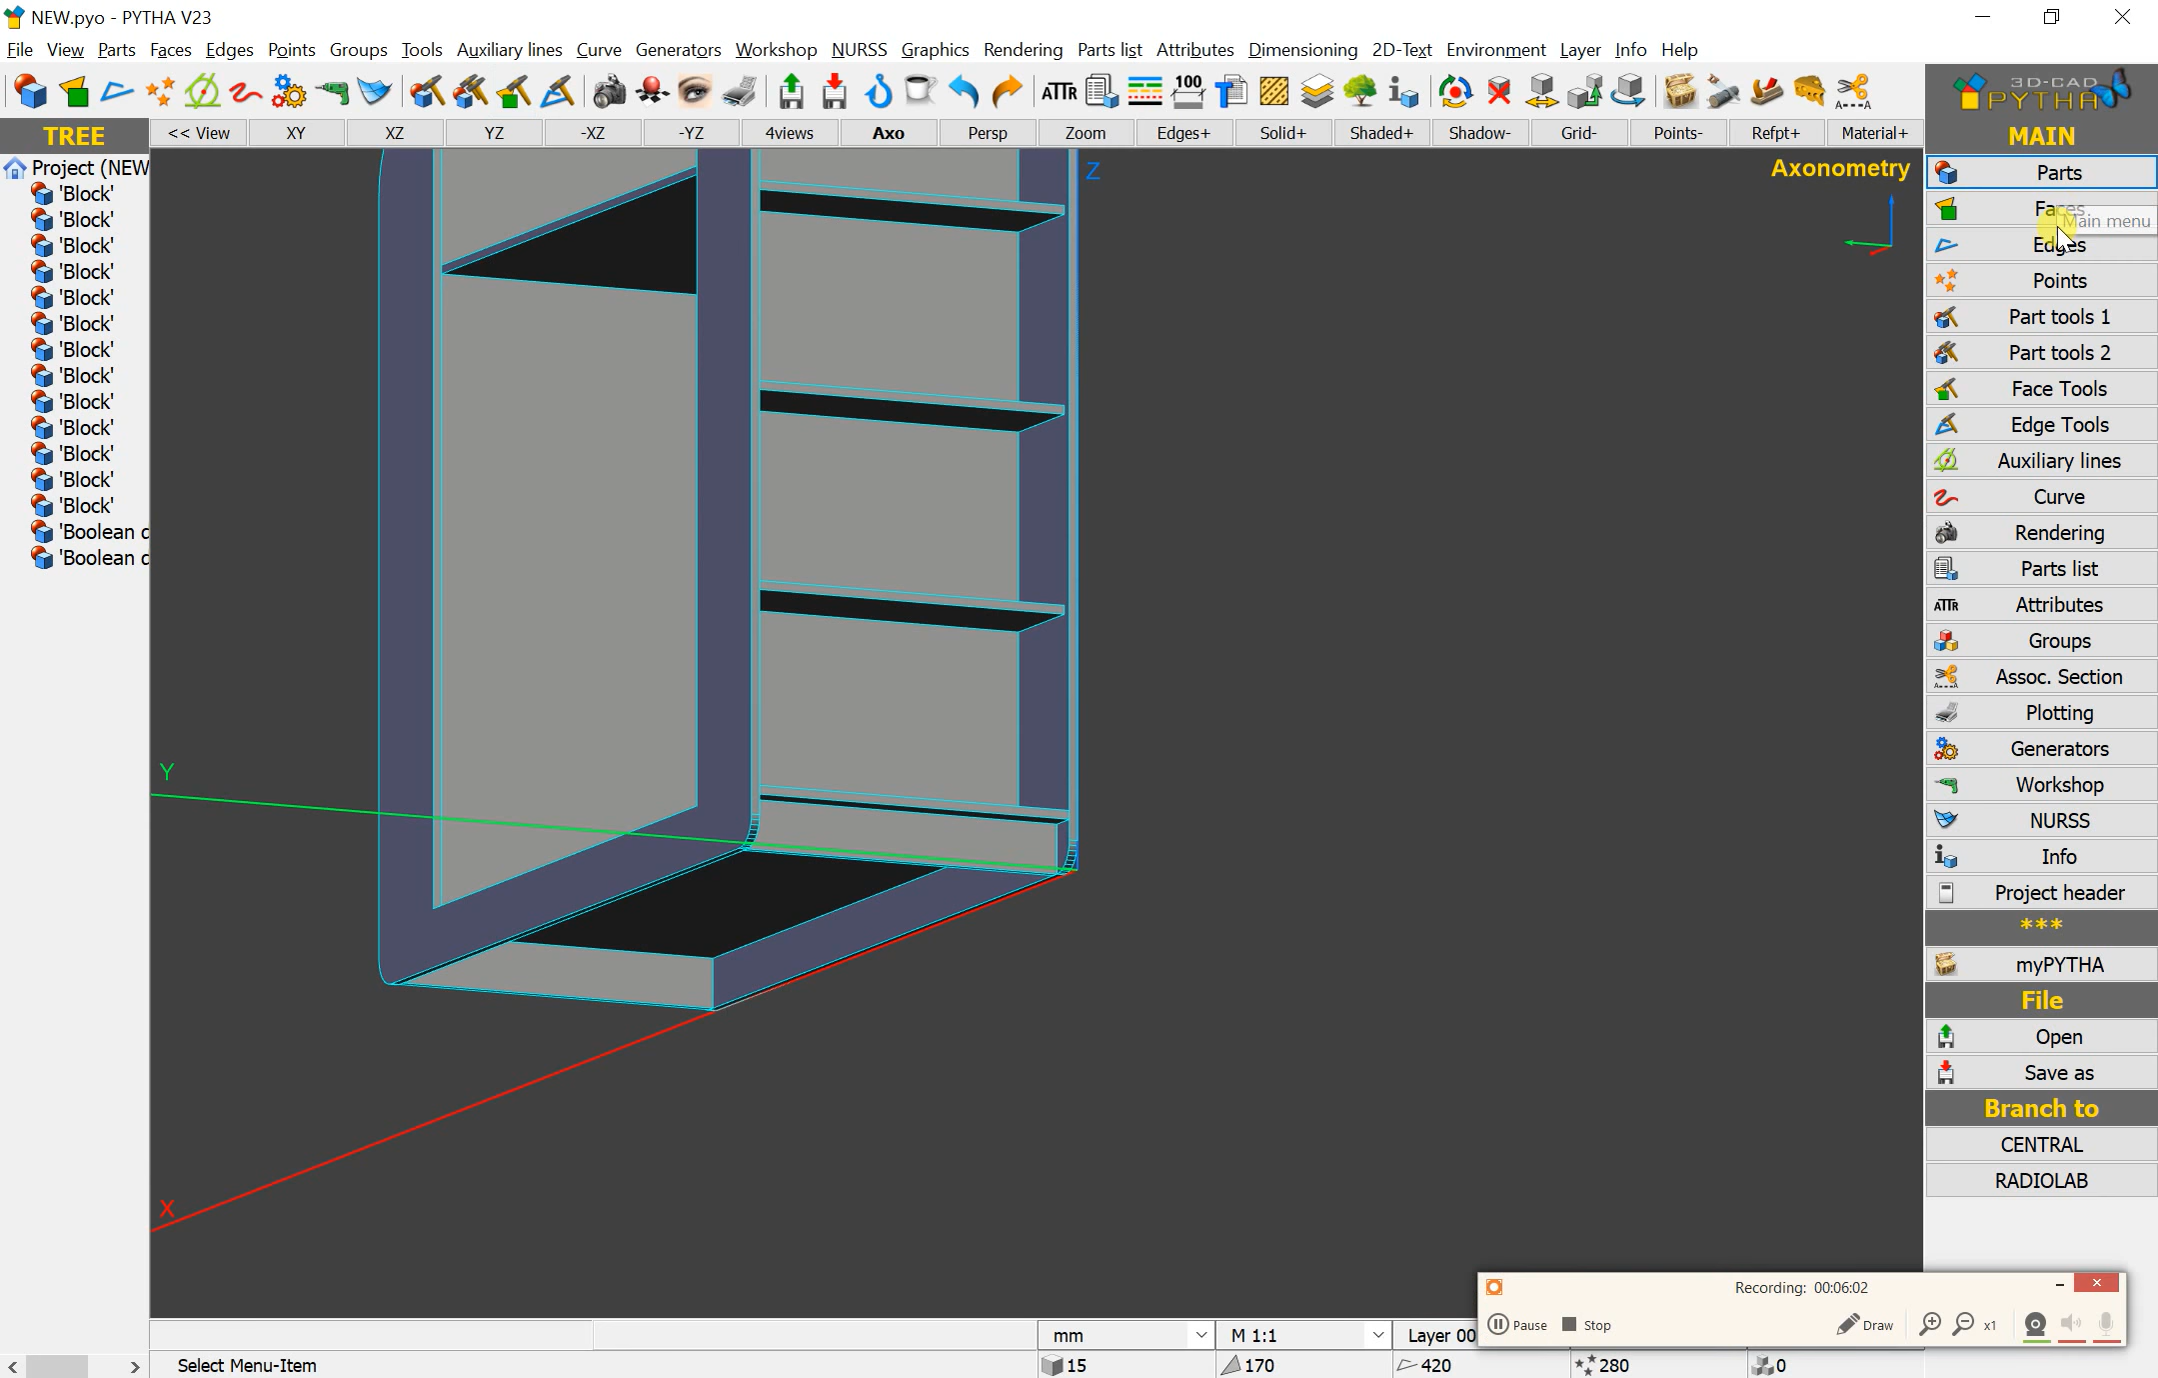 NEW.pyo - PYTHA V23
File View Parts Faces Edges Points Groups Tools Auxiliary lines Curve Generators Workshop NURSS Graphics Rendering Parts list Attributes Dimensioning 2D-Text Environment Layer Info Help
ATTR 100 A----A
3D-CAD
PYTHA
TREE
<< View XY XZ YZ -XZ -YZ 4views Axo Persp Zoom Edges+ Solid+ Shaded+ Shadow- Grid- Points- Refpt+ Material+
MAIN
Project (NEW
'Block'
'Block'
'Block'
'Block'
'Block'
'Block'
'Block'
'Block'
'Block'
'Block'
'Block'
'Block'
'Block'
'Boolean
'Boolean
Z
Axonometry
Y
X
Parts
Faces
Main menu
Edges
Points
Part tools 1
Part tools 2
Face Tools
Edge Tools
Auxiliary lines
Curve
Rendering
Parts list
ATTR Attributes
Groups
A----A Assoc. Section
Plotting
Generators
Workshop
NURSS
Info
Project header
***
myPYTHA
File
Open
Save as
Branch to
CENTRAL
RADIOLAB
Recording: 00:06:02
Pause Stop Draw x1
mm M 1:1 Layer 00
Select Menu-Item 15 170 420 280 0